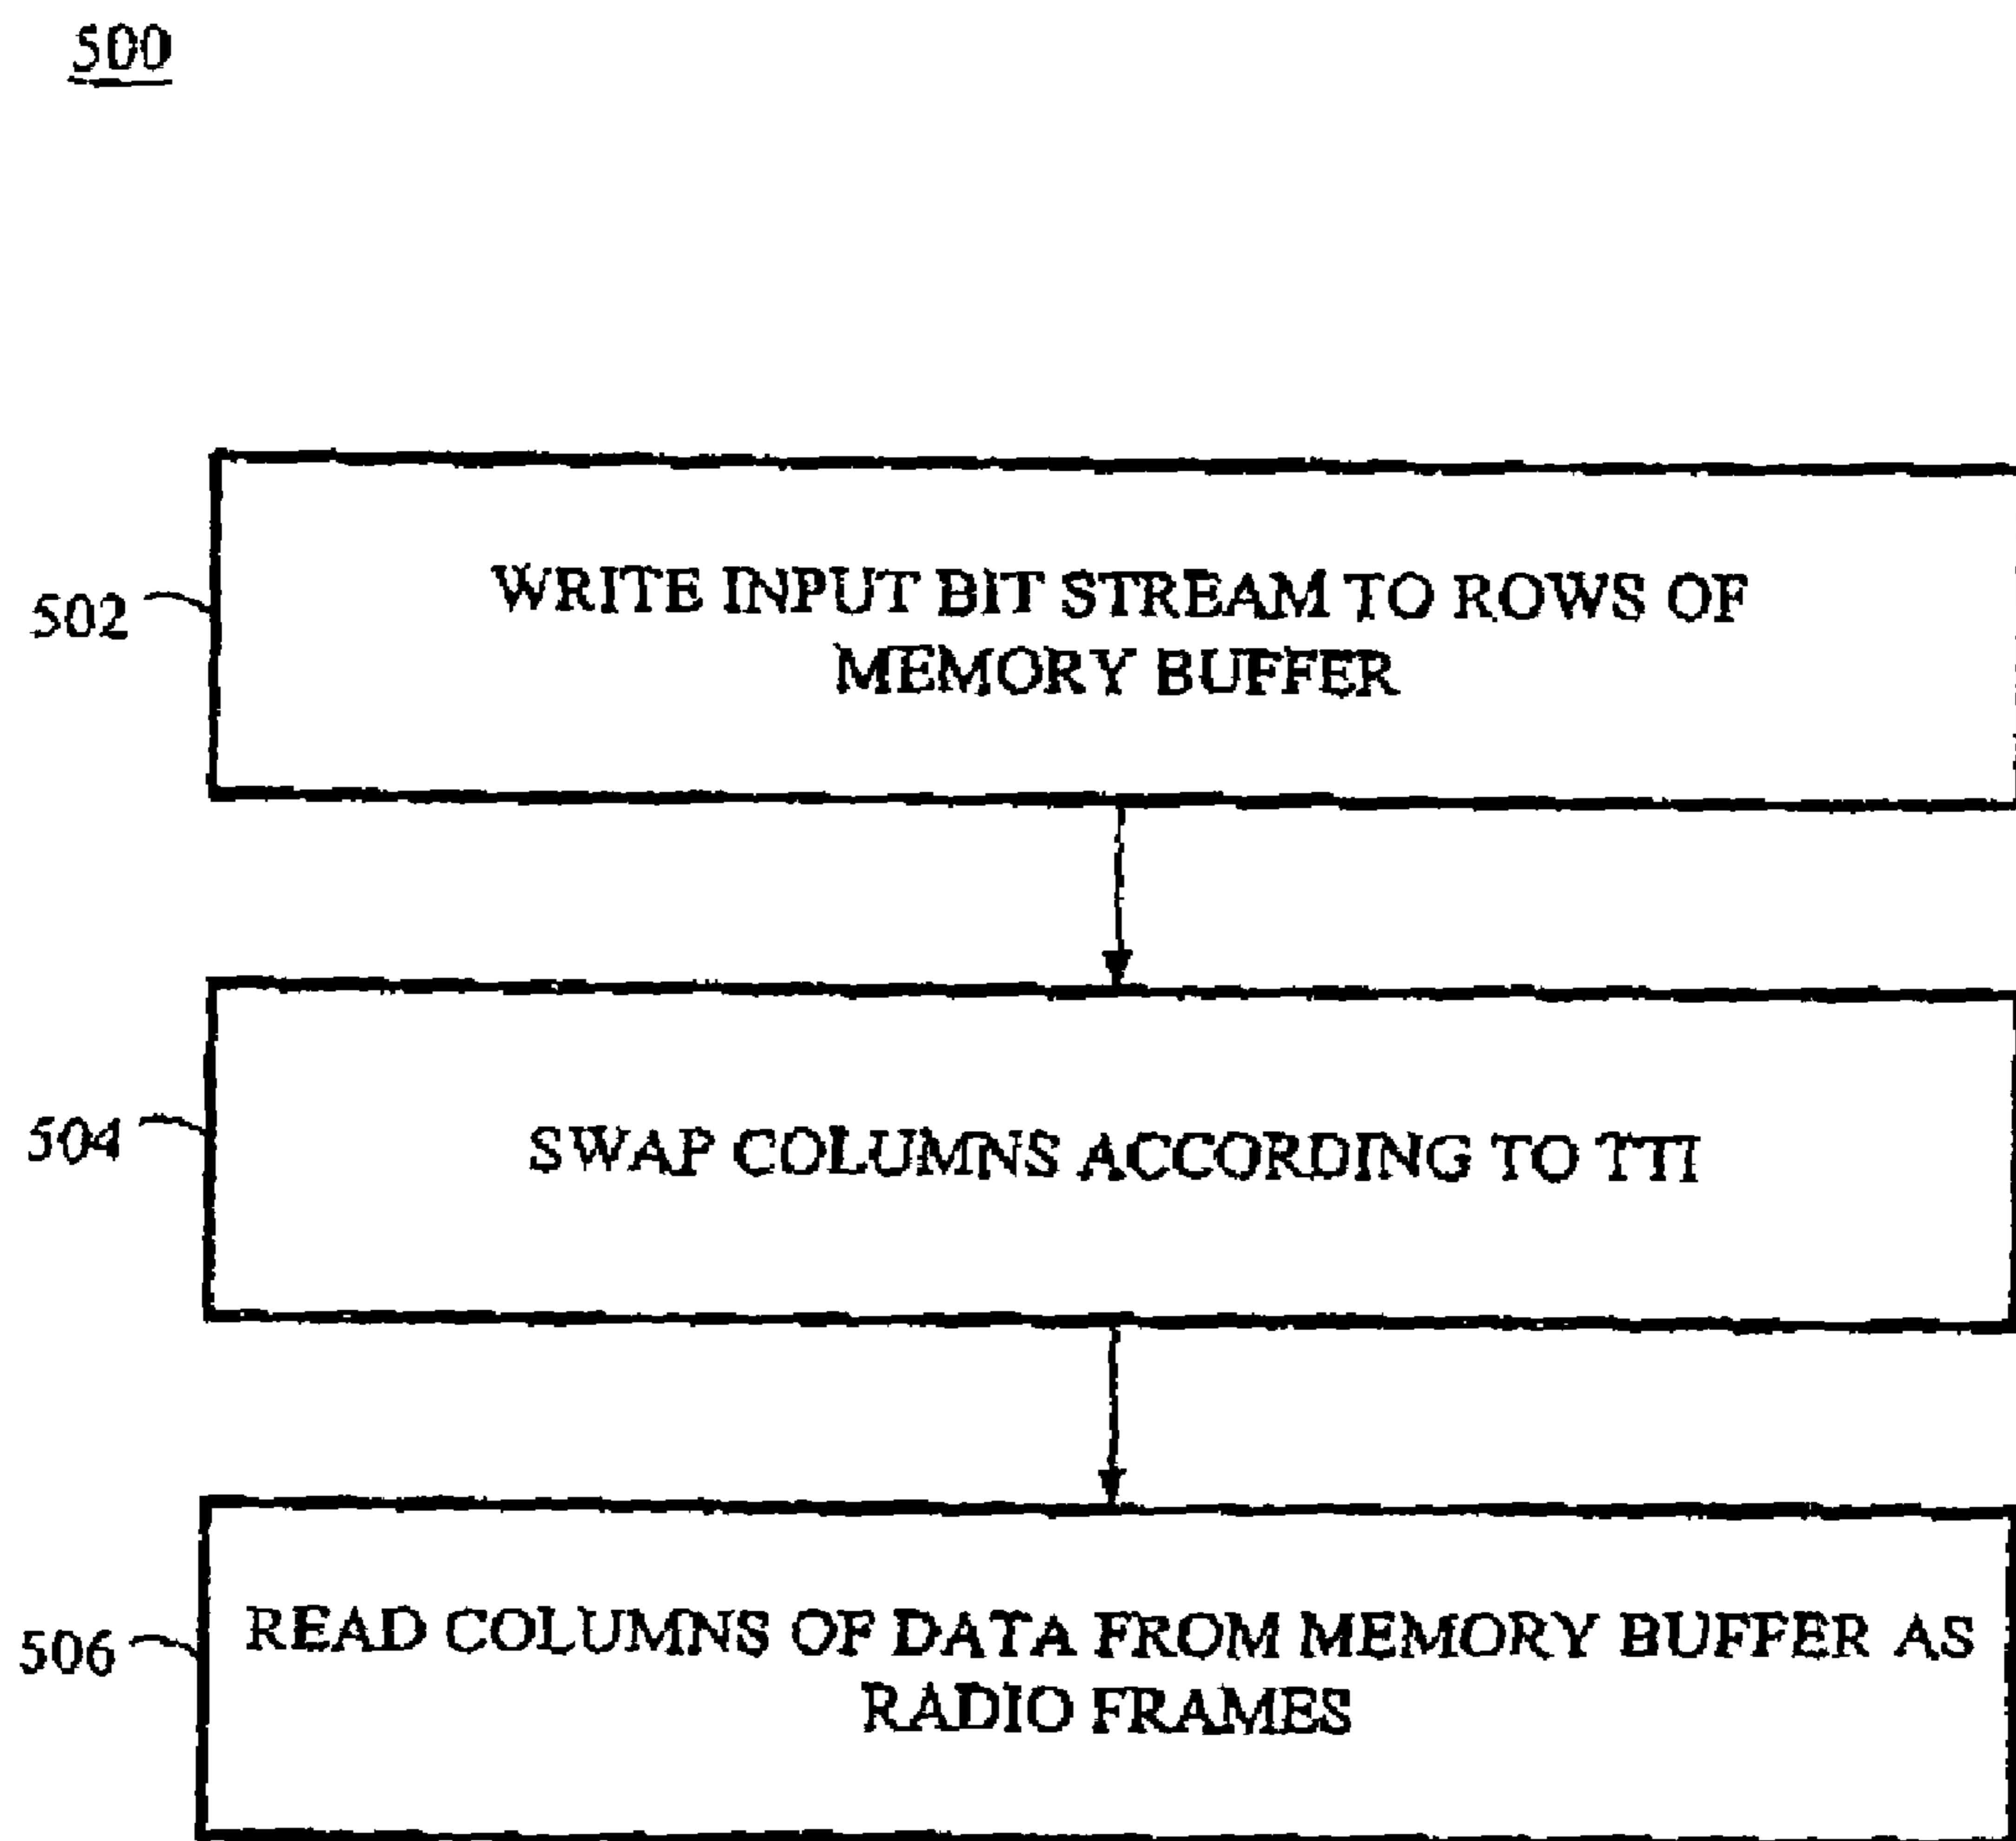 500
502
WRITE INPUT BIT STREAM TO ROWS OF
MEMORY BUFFER
504
SWAP COLUMNS ACCORDING TO TTI
506
READ COLUMNS OF DATA FROM MEMORY BUFFER AS
RADIO FRAMES